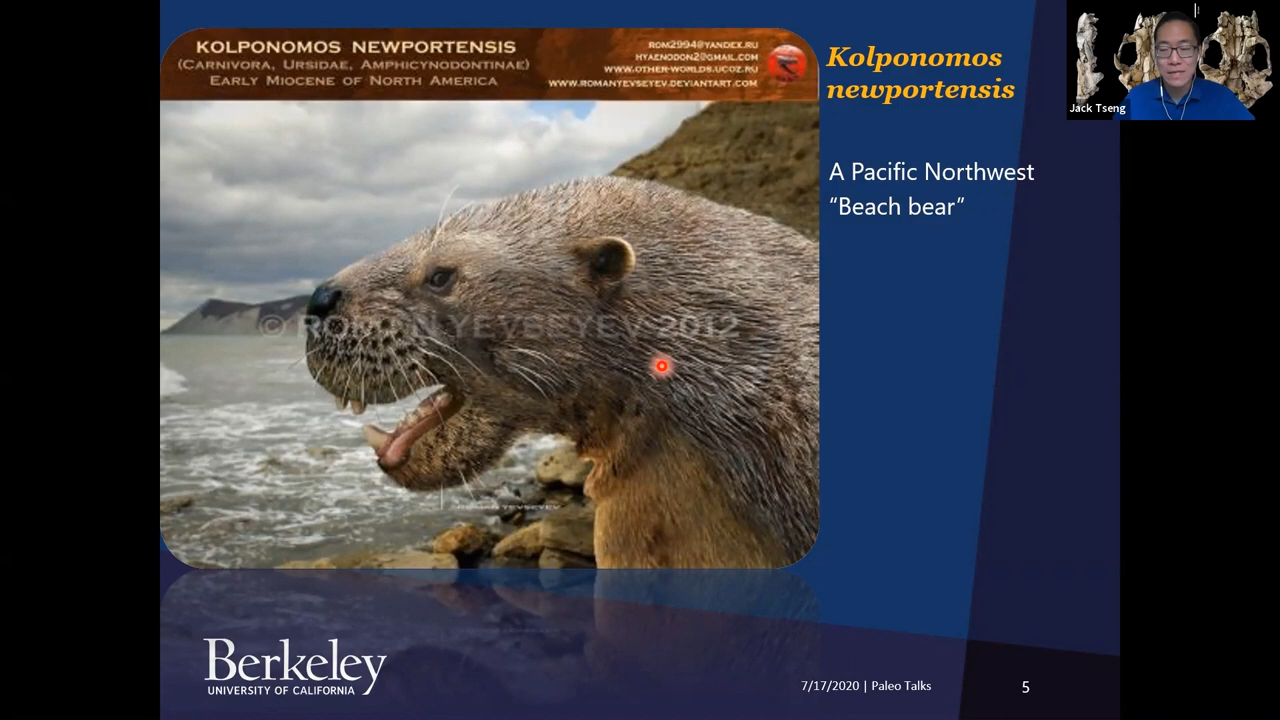 KOLPONOMOS NEWPORTENSIS
(CARNIVORA, URSIDAE, AMPHICYNODONTINAE)
EARLY MIOCENE OF NORTH AMERICA
ROM2994@YANDEX.RU
HYAENODON2@GMAIL.COM
WWW.OTHER-WORLDS.UCOZ.RU
WWW.ROMANYEVSEYEV.DEVIANTART.COM
Kolponomos
newportensis
A Pacific Northwest
“Beach bear”
Jack Tseng
© ROMAN YEVSEYEV 2012
ROMAN YEVSEYEV
Berkeley
UNIVERSITY OF CALIFORNIA
7/17/2020 | Paleo Talks
5